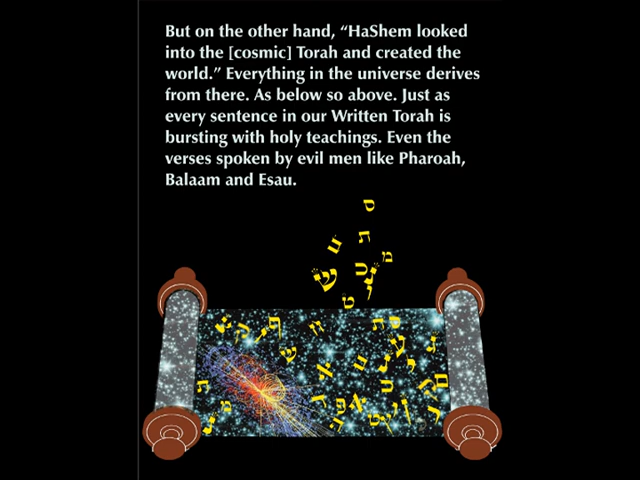 But on the other hand, “HaShem looked
into the [cosmic] Torah and created the
world.” Everything in the universe derives
from there. As below so above. Just as
every sentence in our Written Torah is
bursting with holy teachings. Even the
verses spoken by evil men like Pharoah,
Balaam and Esau.